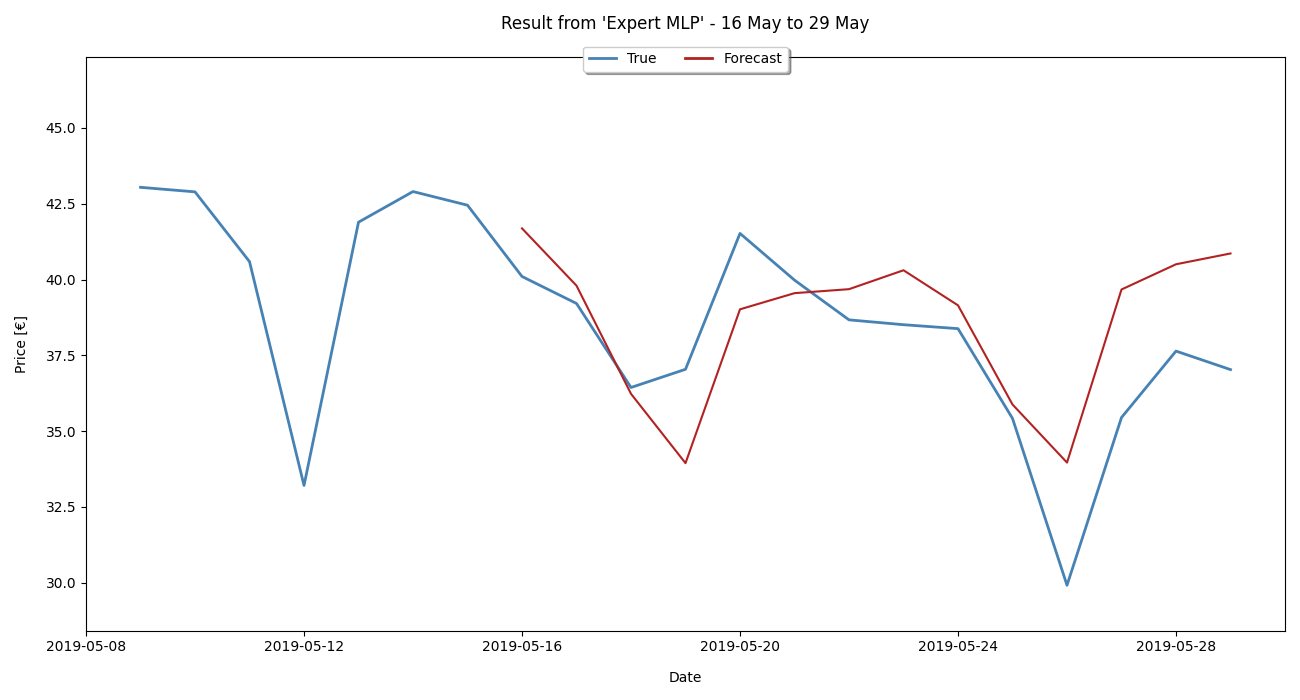 Result from 'Expert MLP' - 16 May to 29 May
True Forecast
45.0
42.5
40.0
37.5
35.0
32.5
30.0
Price [€]
2019-05-08 2019-05-12 2019-05-16 2019-05-20 2019-05-24 2019-05-28
Date